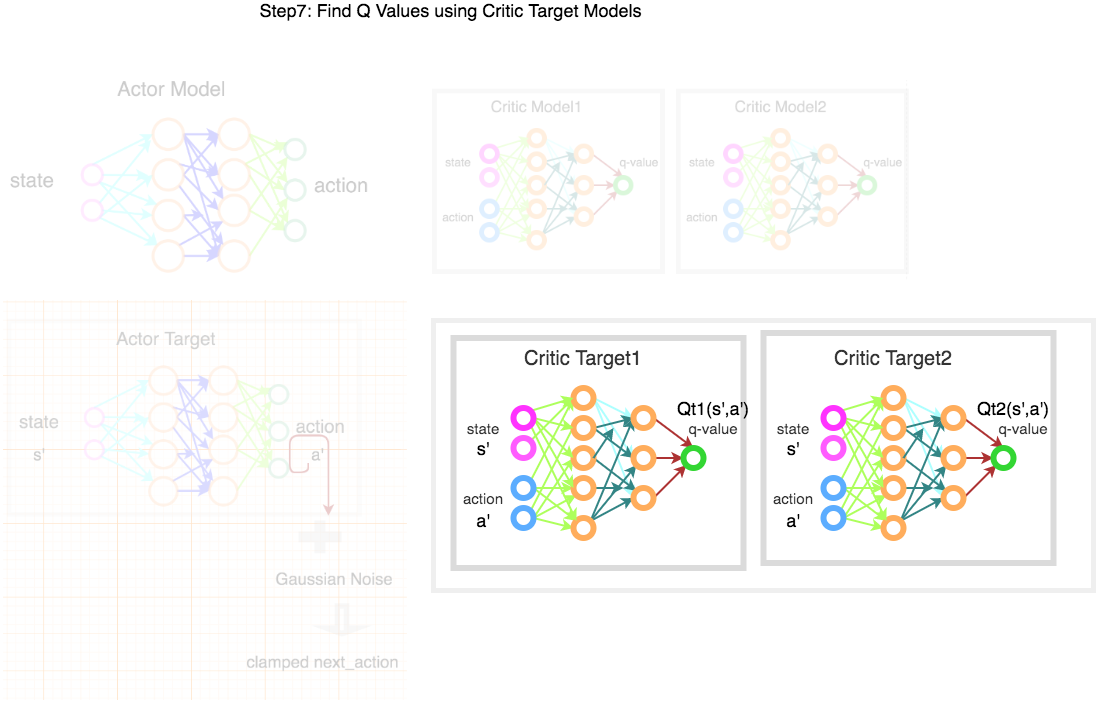 Step7: Find Q Values using Critic Target Models
Actor Model
state
action
Critic Model1
state
action
q-value
Critic Model2
state
action
q-value
Actor Target
state
s'
action
a'
Gaussian Noise
clamped next_action
Critic Target1
Qt1(s',a')
q-value
state
s'
action
a'
Critic Target2
Qt2(s',a')
q-value
state
s'
action
a'